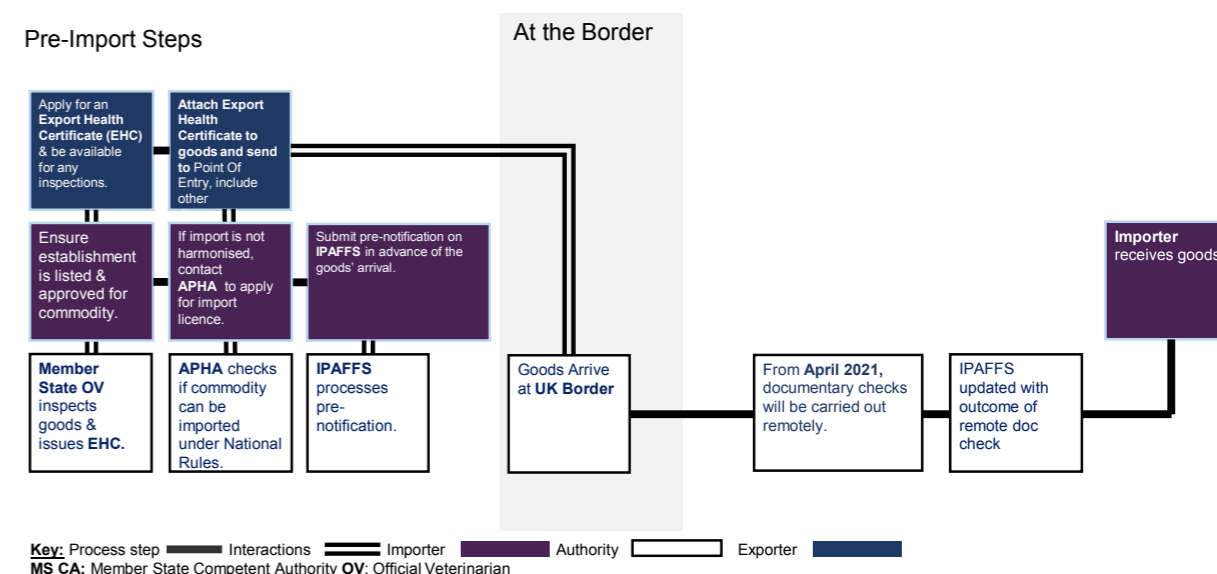 Pre-Import Steps
At the Border
Apply for an
Export Health
Certificate (EHC)
& be available
for any
inspections.
Attach Export
Health
Certificate to
goods and send
to Point Of
Entry, include
other
Ensure
establishment
is listed &
approved for
commodity.
If import is not
harmonised,
contact
APHA to apply
for import
licence.
Submit pre-notification on
IPAFFS in advance of the
goods’ arrival.
Importer
receives goods
Member
State OV
inspects
goods &
issues EHC.
APHA checks
if commodity
can be
imported
under National
Rules.
IPAFFS
processes
pre-
notification.
Goods Arrive
at UK Border
From April 2021,
documentary checks
will be carried out
remotely.
IPAFFS
updated with
outcome of
remote doc
check
Key: Process step Interactions Importer Authority Exporter
MS CA: Member State Competent Authority OV: Official Veterinarian